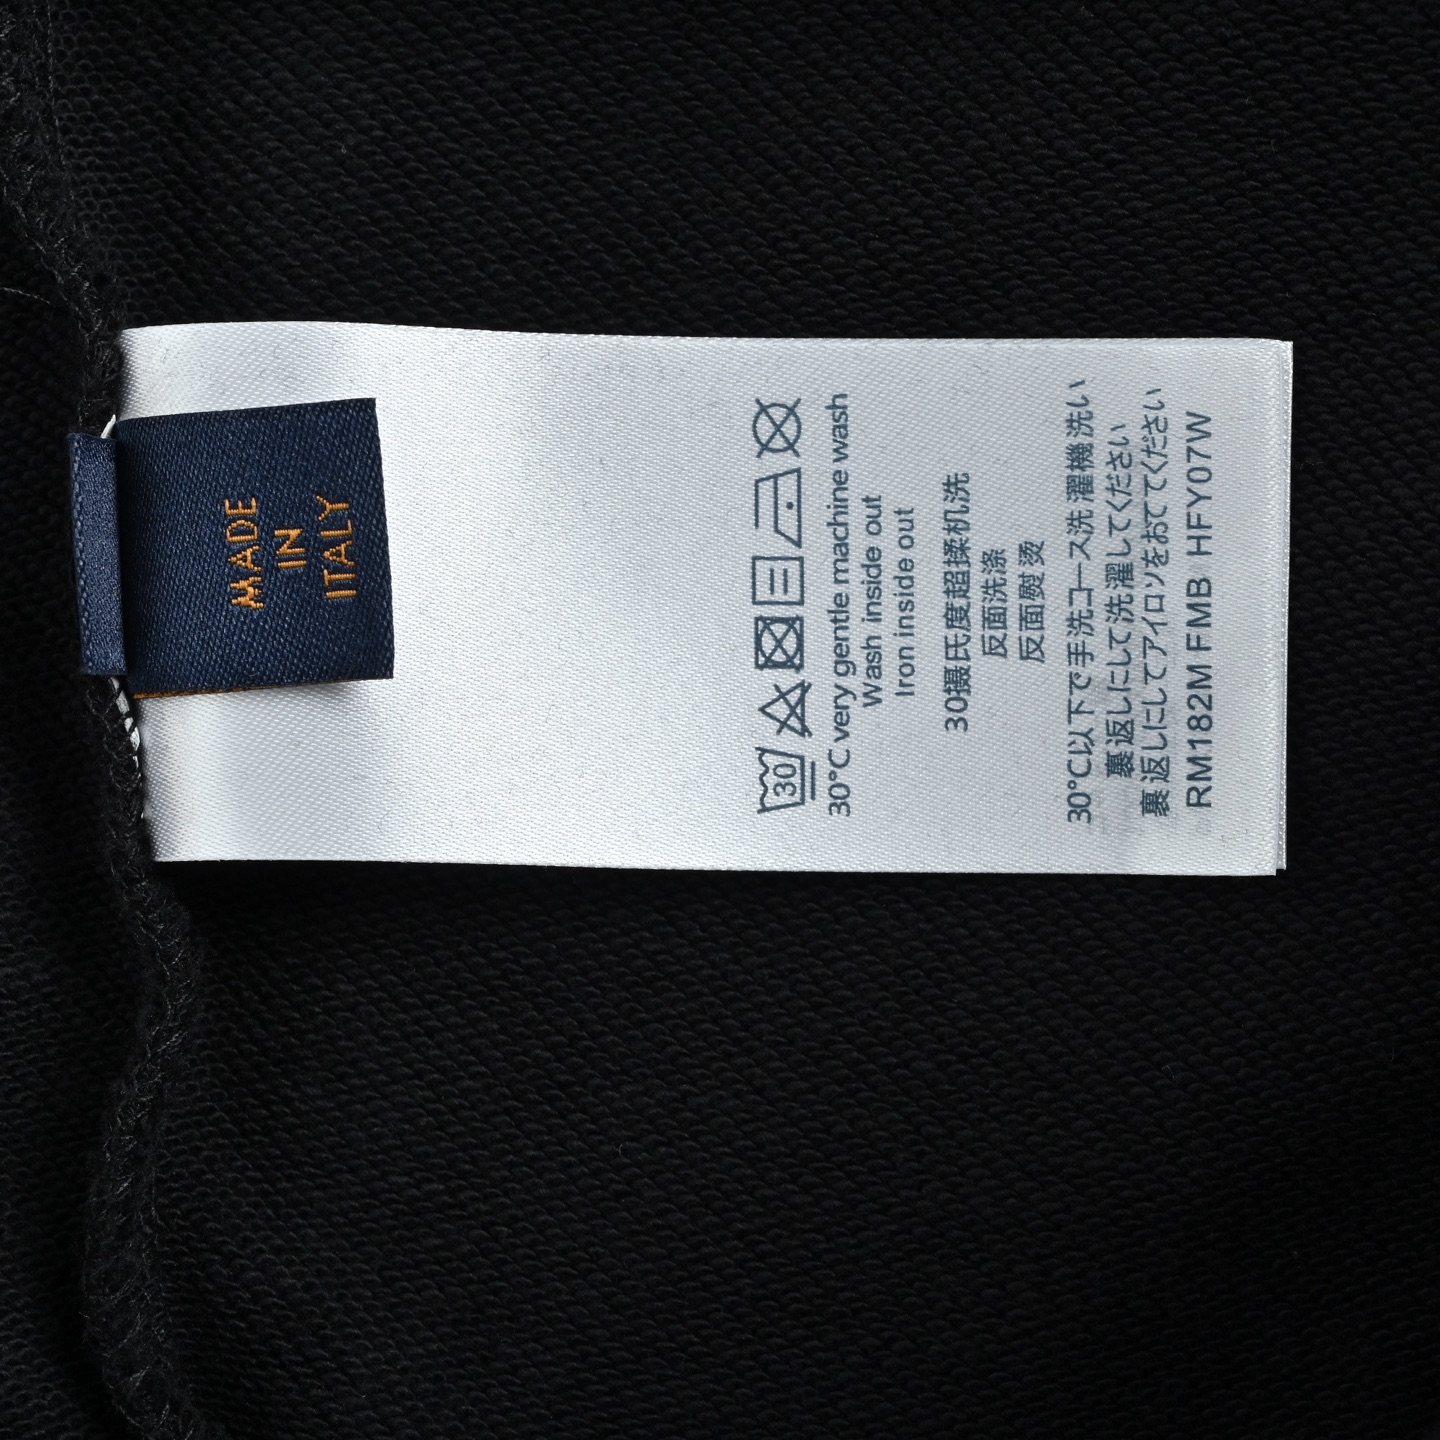 MADE
IN
ITALY
30
30°C very gentle machine wash
Wash inside out
Iron inside out
30摄氏度超揉机洗
反面洗涤
反面熨烫
30°C以下で手洗コース洗濯機洗い
裏返しにして洗濯してください
裏返しにしてアイロンをおててください
RM182M FMB HFY07W